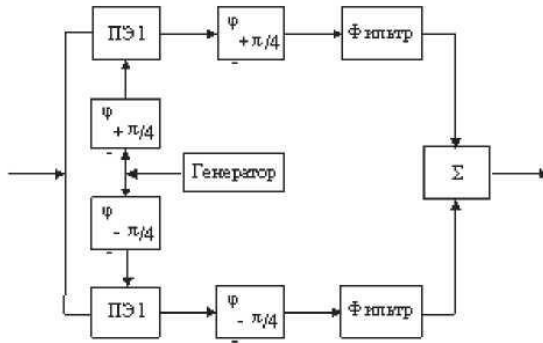 ПЭ1
φ
+π/4
Фильтр
φ
+π/4
Генератор
Σ
φ
-π/4
ПЭ1
φ
-π/4
Фильтр